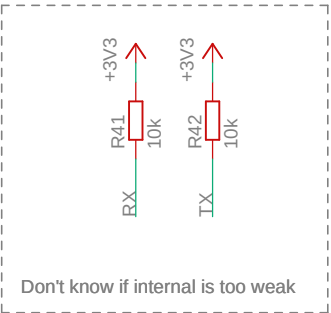 +3V3
+3V3
R41
10k
R42
10k
RX
TX
Don't know if internal is too weak